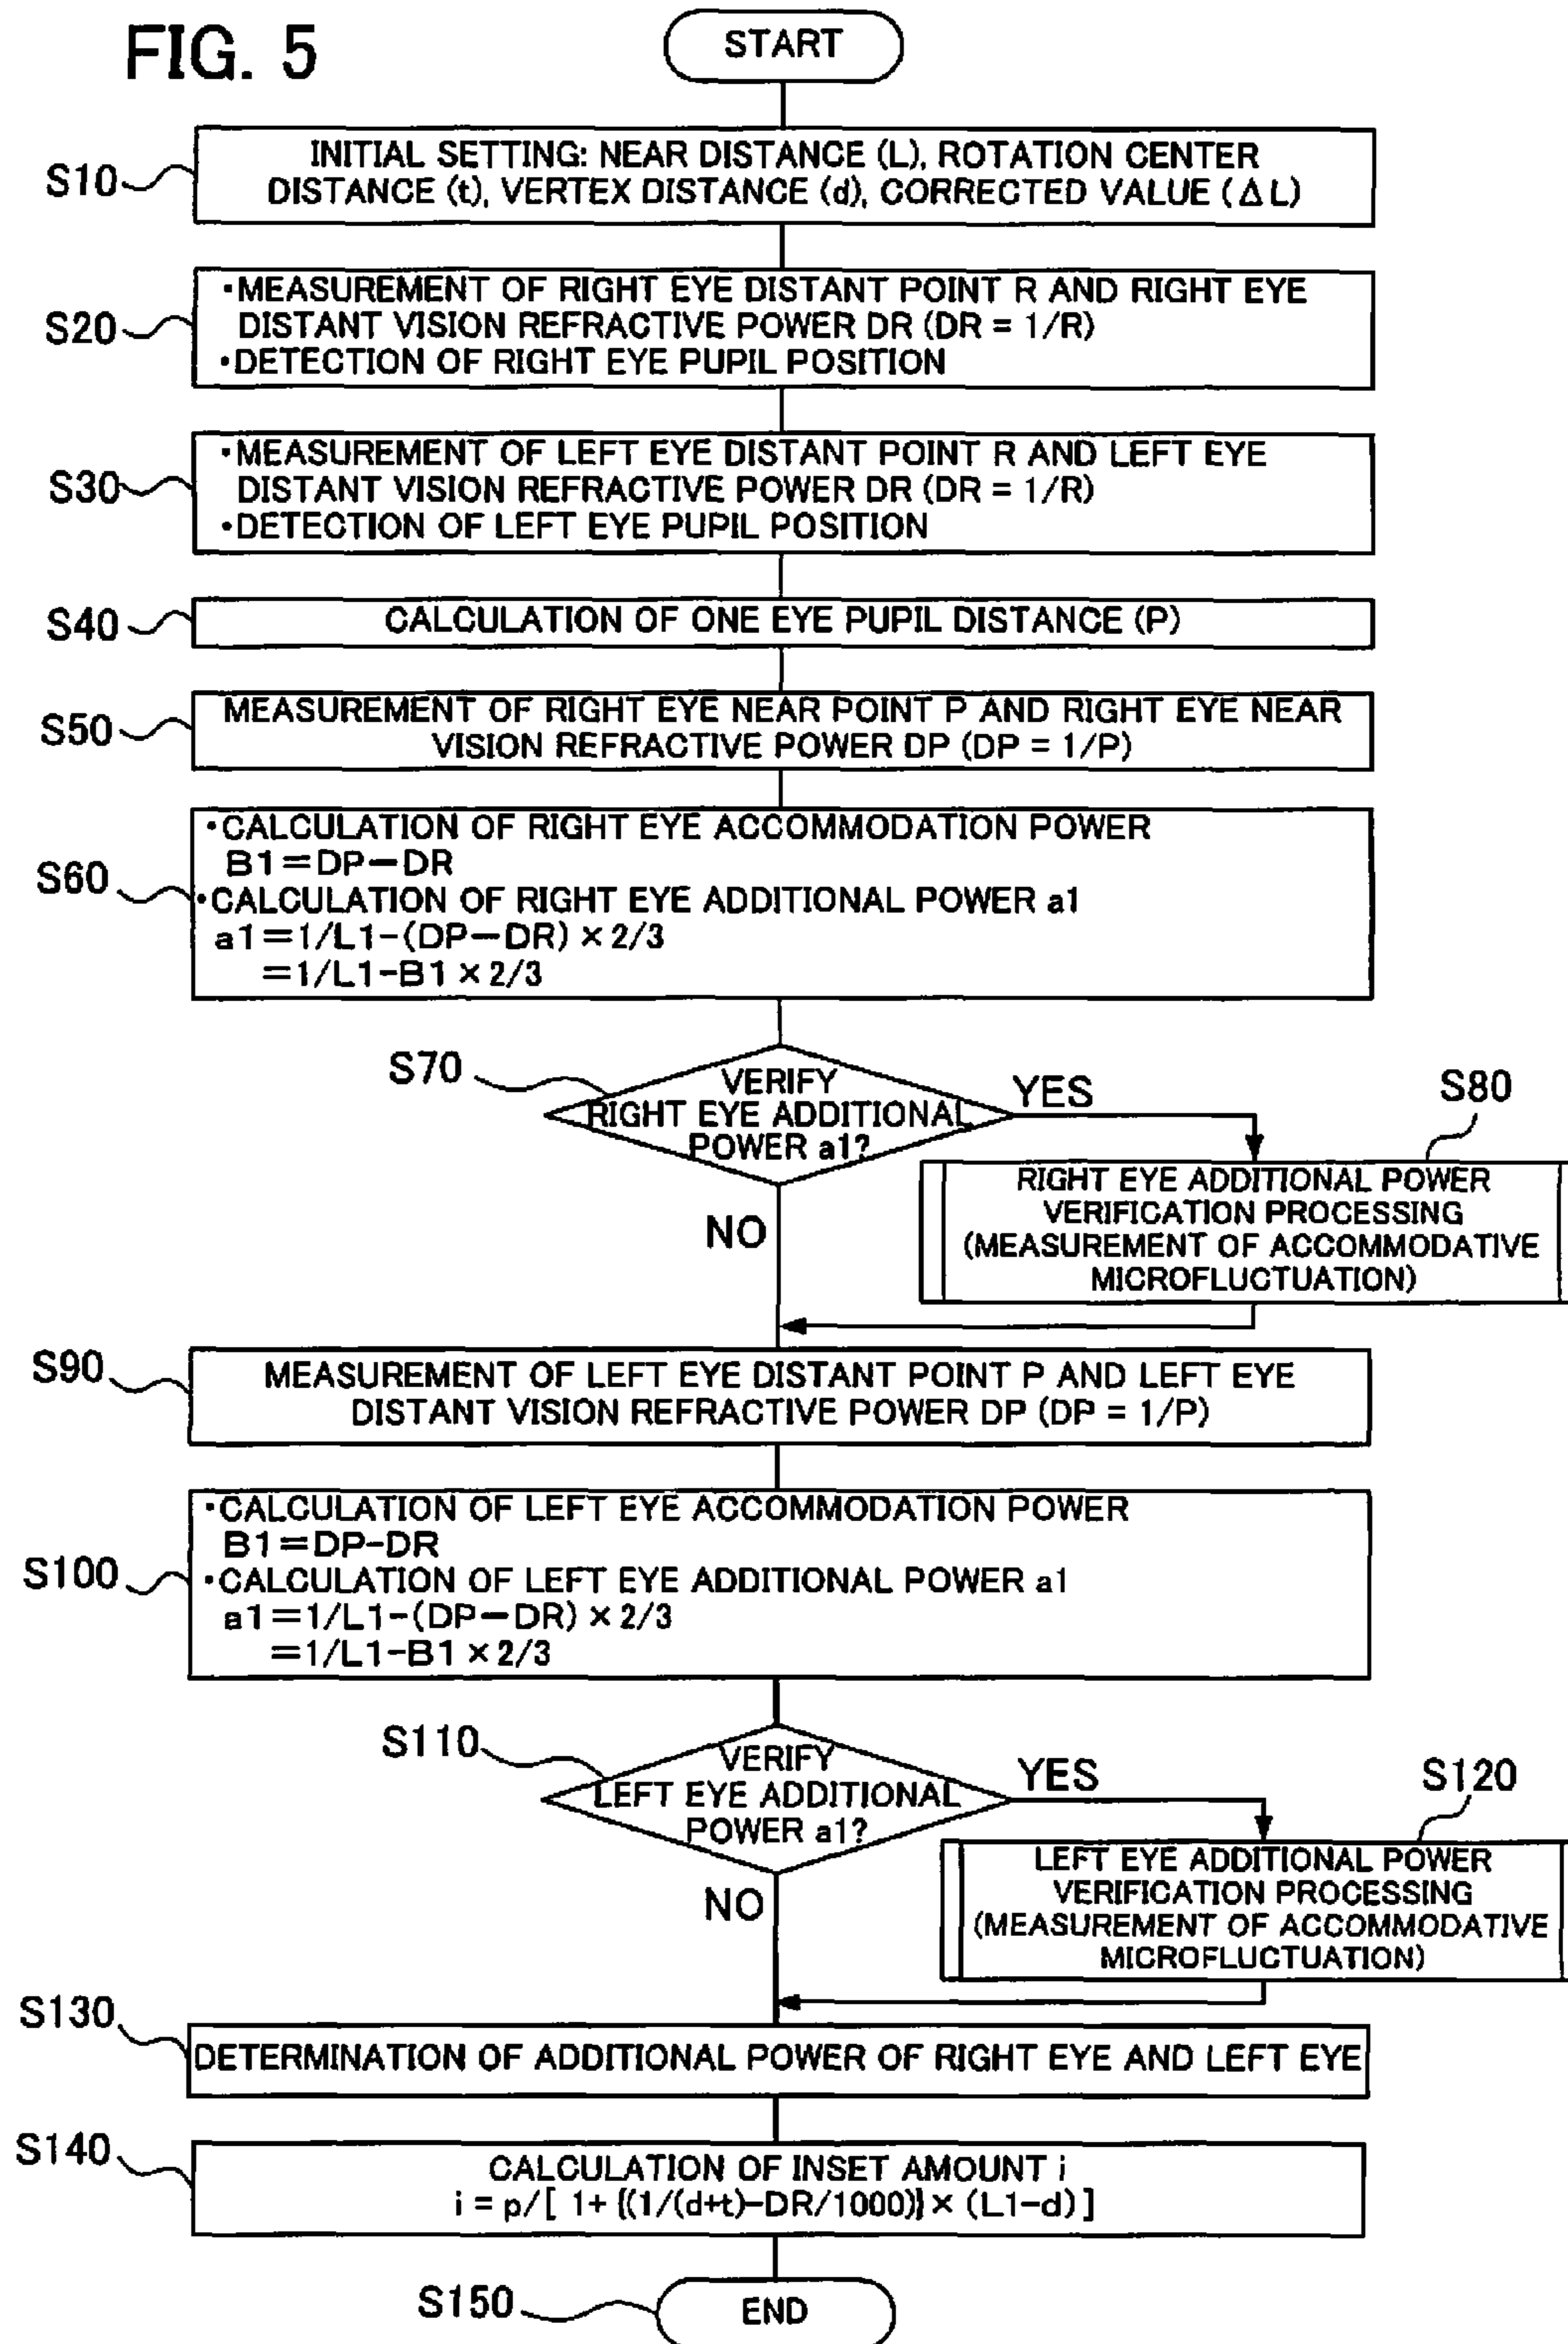 FIG. 5
START
S10
INITIAL SETTING: NEAR DISTANCE (L), ROTATION CENTER
DISTANCE (t), VERTEX DISTANCE (d), CORRECTED VALUE (ΔL)
S20
・MEASUREMENT OF RIGHT EYE DISTANT POINT R AND RIGHT EYE
DISTANT VISION REFRACTIVE POWER DR (DR = 1/R)
・DETECTION OF RIGHT EYE PUPIL POSITION
S30
・MEASUREMENT OF LEFT EYE DISTANT POINT R AND LEFT EYE
DISTANT VISION REFRACTIVE POWER DR (DR = 1/R)
・DETECTION OF LEFT EYE PUPIL POSITION
S40
CALCULATION OF ONE EYE PUPIL DISTANCE (P)
S50
MEASUREMENT OF RIGHT EYE NEAR POINT P AND RIGHT EYE NEAR
VISION REFRACTIVE POWER DP (DP = 1/P)
S60
・CALCULATION OF RIGHT EYE ACCOMMODATION POWER
B1=DP-DR
・CALCULATION OF RIGHT EYE ADDITIONAL POWER a1
a1=1/L1-(DP-DR) × 2/3
=1/L1-B1 × 2/3
S70
VERIFY
RIGHT EYE ADDITIONAL
POWER a1?
YES
NO
S80
RIGHT EYE ADDITIONAL POWER
VERIFICATION PROCESSING
(MEASUREMENT OF ACCOMMODATIVE
MICROFLUCTUATION)
S90
MEASUREMENT OF LEFT EYE DISTANT POINT P AND LEFT EYE
DISTANT VISION REFRACTIVE POWER DP (DP = 1/P)
S100
・CALCULATION OF LEFT EYE ACCOMMODATION POWER
B1=DP-DR
・CALCULATION OF LEFT EYE ADDITIONAL POWER a1
a1=1/L1-(DP-DR) × 2/3
=1/L1-B1 × 2/3
S110
VERIFY
LEFT EYE ADDITIONAL
POWER a1?
YES
NO
S120
LEFT EYE ADDITIONAL POWER
VERIFICATION PROCESSING
(MEASUREMENT OF ACCOMMODATIVE
MICROFLUCTUATION)
S130
DETERMINATION OF ADDITIONAL POWER OF RIGHT EYE AND LEFT EYE
S140
CALCULATION OF INSET AMOUNT i
i = p/[ 1+ {(1/(d+t)-DR/1000)} × (L1-d) ]
S150
END